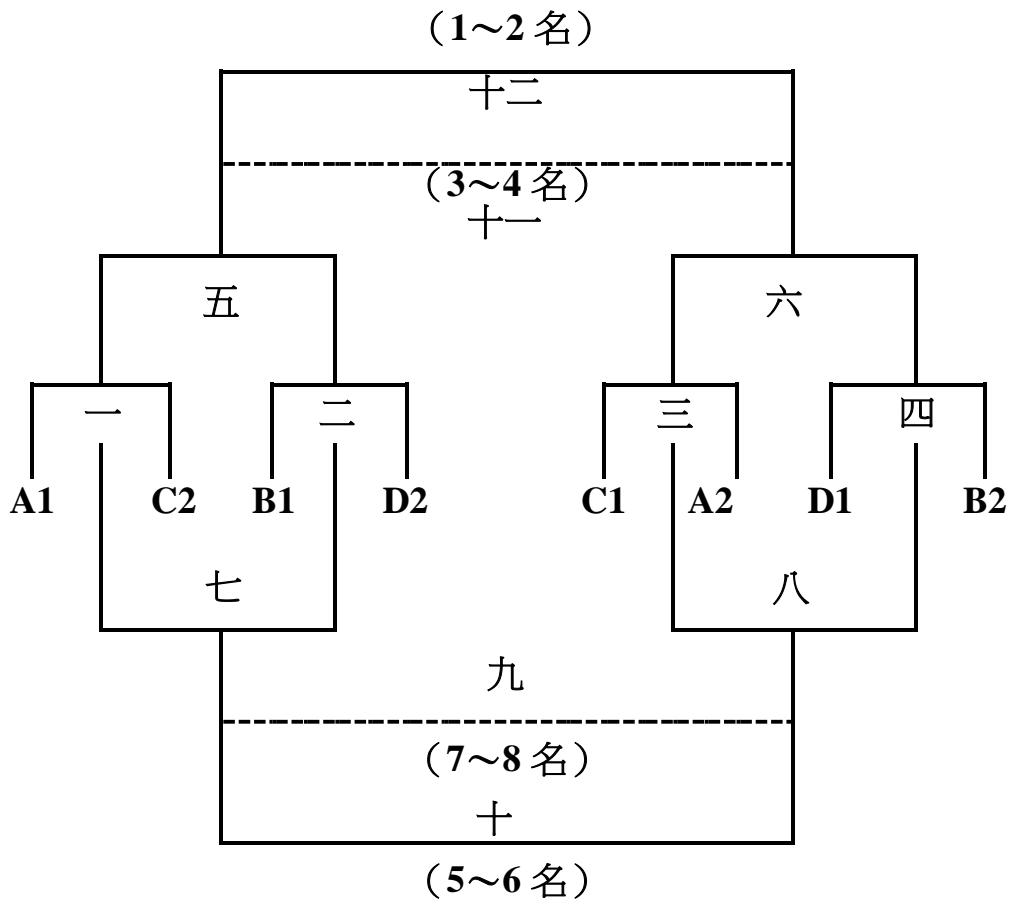 （1～2 名）
十二
（3～4 名）
十一
五 六
一 二 三 四
A1 C2 B1 D2 C1 A2 D1 B2
七 八
九
（7～8 名）
十
（5～6 名）